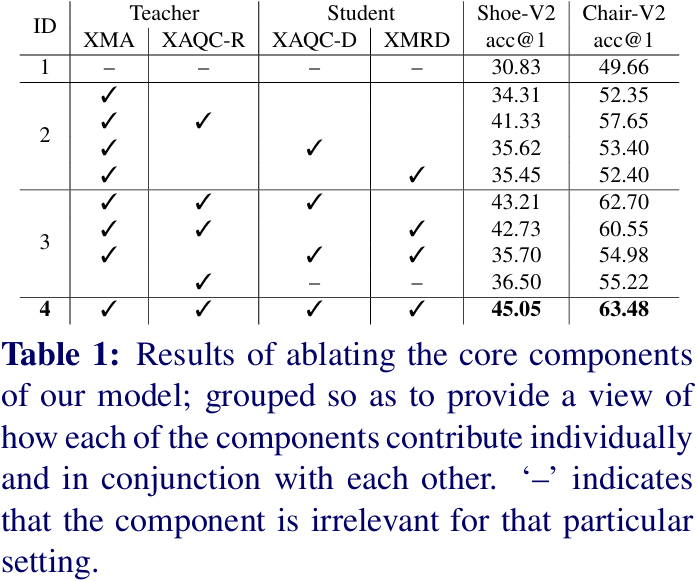 ID Teacher Student Shoe-V2 Chair-V2
XMA XAQC-R XAQC-D XMRD acc@1 acc@1
1 – – – – 30.83 49.66
✓ 34.31 52.35
✓ ✓ 41.33 57.65
2 ✓ ✓ 35.62 53.40
✓ ✓ 35.45 52.40
✓ ✓ ✓ 43.21 62.70
✓ ✓ ✓ 42.73 60.55
3 ✓ ✓ ✓ 35.70 54.98
✓ – – 36.50 55.22
4 ✓ ✓ ✓ ✓ 45.05 63.48
Table 1: Results of ablating the core components
of our model; grouped so as to provide a view of
how each of the components contribute individually
and in conjunction with each other. ‘–’ indicates
that the component is irrelevant for that particular
setting.